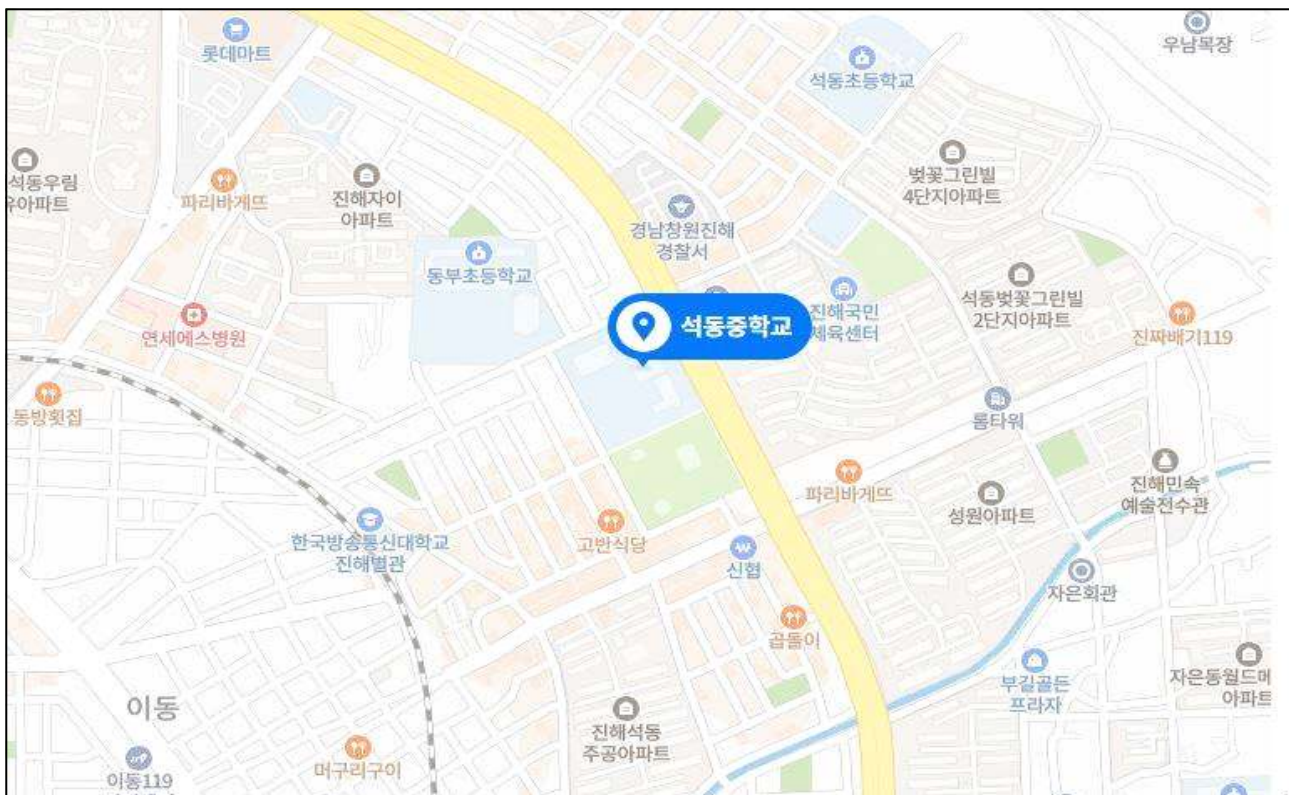 롯데마트
우남목장
석동초등학교
석동우림
유아파트
파리바게뜨
진해자이
아파트
벚꽃그린빌
4단지아파트
경남창원진해
경찰서
동부초등학교
석동벚꽃그린빌
2단지아파트
진해국민
체육센터
석동중학교
연세에스병원
진짜배기119
동방횟집
롬타워
파리바게뜨
성원아파트
진해민속
예술전수관
한국방송통신대학교
진해별관
고반식당
신협
자은회관
곱돌이
부길골든
프라자
자은동월드메
아파트
이동
진해석동
주공아파트
머구리구이
이동119